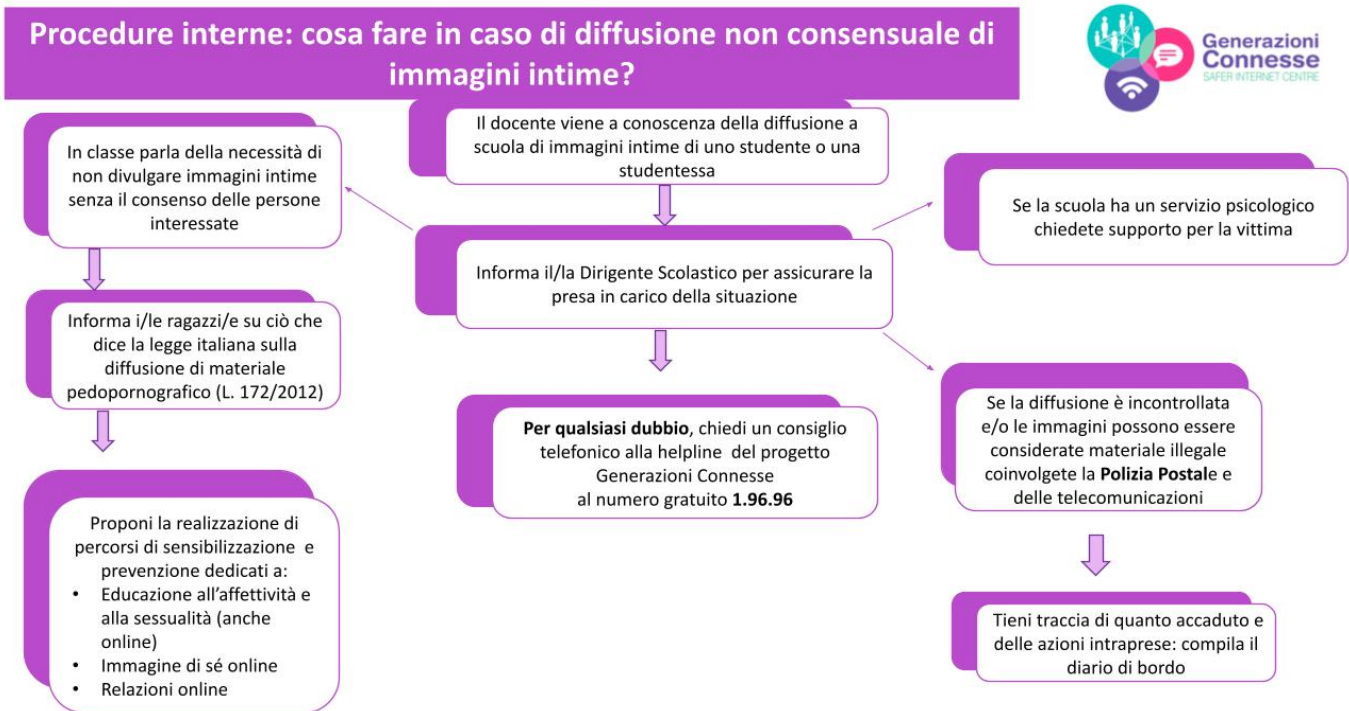 Procedure interne: cosa fare in caso di diffusione non consensuale di
immagini intime?
Generazioni
Connesse
SAFER INTERNET CENTRE
Il docente viene a conoscenza della diffusione a
scuola di immagini intime di uno studente o una
studentessa
In classe parla della necessità di
non divulgare immagini intime
senza il consenso delle persone
interessate
Se la scuola ha un servizio psicologico
chiedete supporto per la vittima
Informa il/la Dirigente Scolastico per assicurare la
presa in carico della situazione
Informa i/le ragazzi/e su ciò che
dice la legge italiana sulla
diffusione di materiale
pedopornografico (L. 172/2012)
Per qualsiasi dubbio, chiedi un consiglio
telefonico alla helpline del progetto
Generazioni Connesse
al numero gratuito 1.96.96
Se la diffusione è incontrollata
e/o le immagini possono essere
considerate materiale illegale
coinvolgete la Polizia Postale e
delle telecomunicazioni
Proponi la realizzazione di
percorsi di sensibilizzazione e
prevenzione dedicati a:
• Educazione all'affettività e
alla sessualità (anche
online)
• Immagine di sé online
• Relazioni online
Tieni traccia di quanto accaduto e
delle azioni intraprese: compila il
diario di bordo